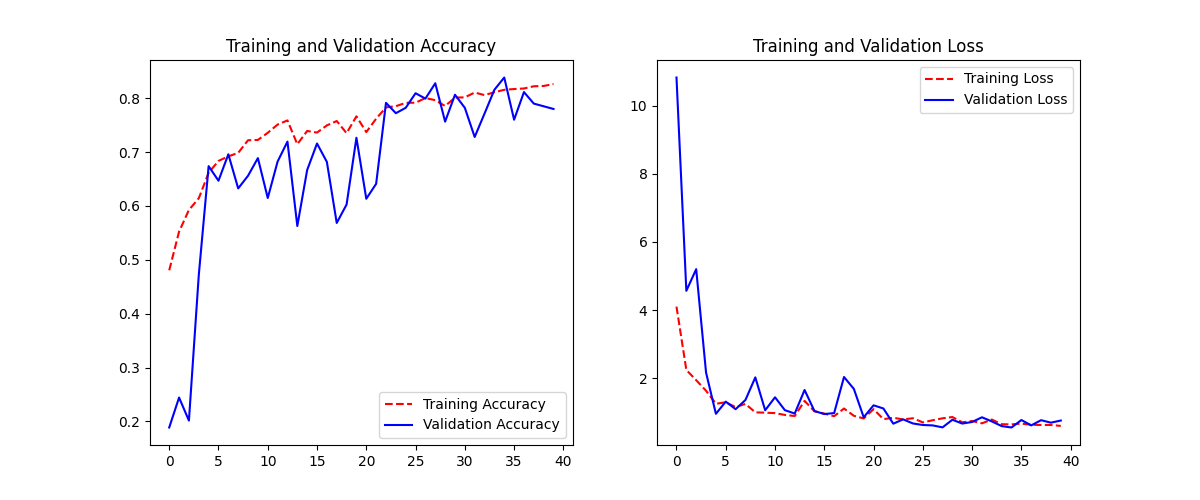 Training and Validation Accuracy
0.8
0.7
0.6
0.5
0.4
0.3
0.2
0 5 10 15 20 25 30 35 40
Training Accuracy
Validation Accuracy
Training and Validation Loss
10
8
6
4
2
0 5 10 15 20 25 30 35 40
Training Loss
Validation Loss